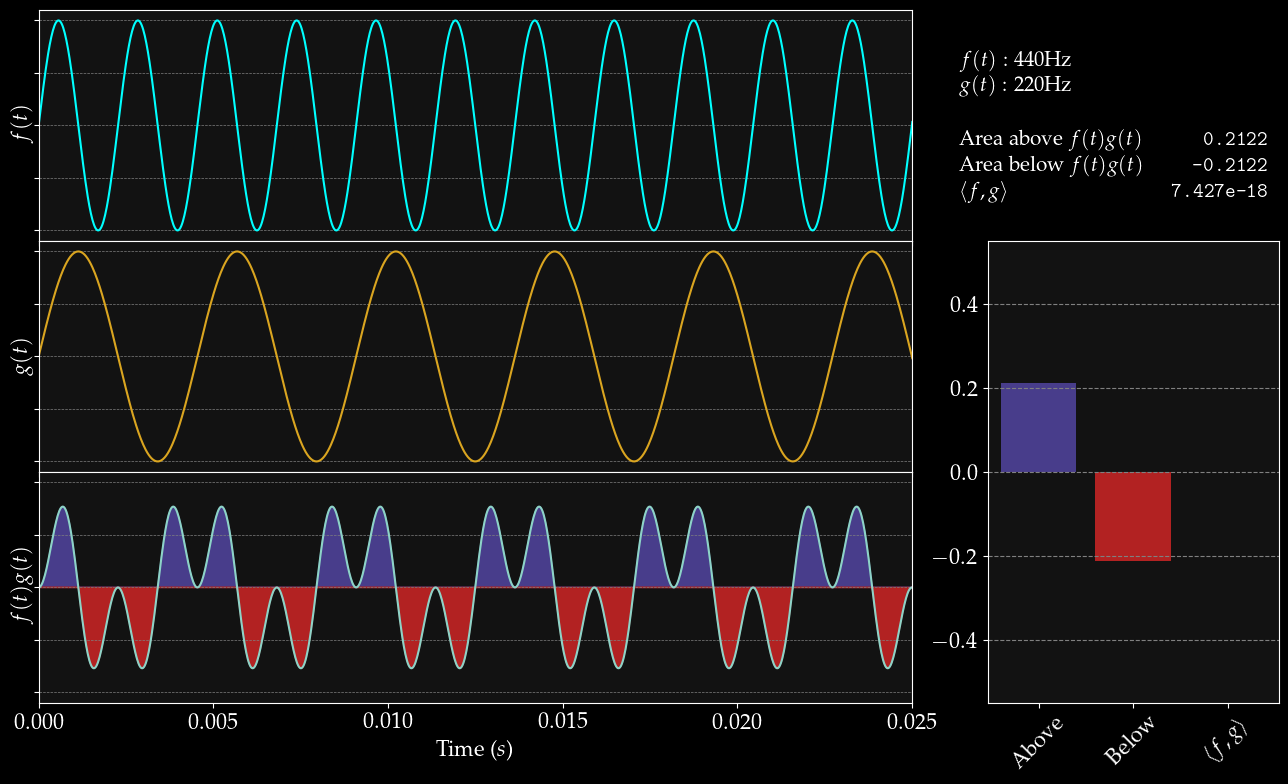 f(t)
g(t)
f(t)g(t)
0.000 0.005 0.010 0.015 0.020 0.025
Time (s)
f(t) : 440Hz
g(t) : 220Hz
Area above f(t)g(t) 0.2122
Area below f(t)g(t) -0.2122
⟨f,g⟩ 7.427e-18
0.4
0.2
0.0
−0.2
−0.4
Above Below ⟨f,g⟩